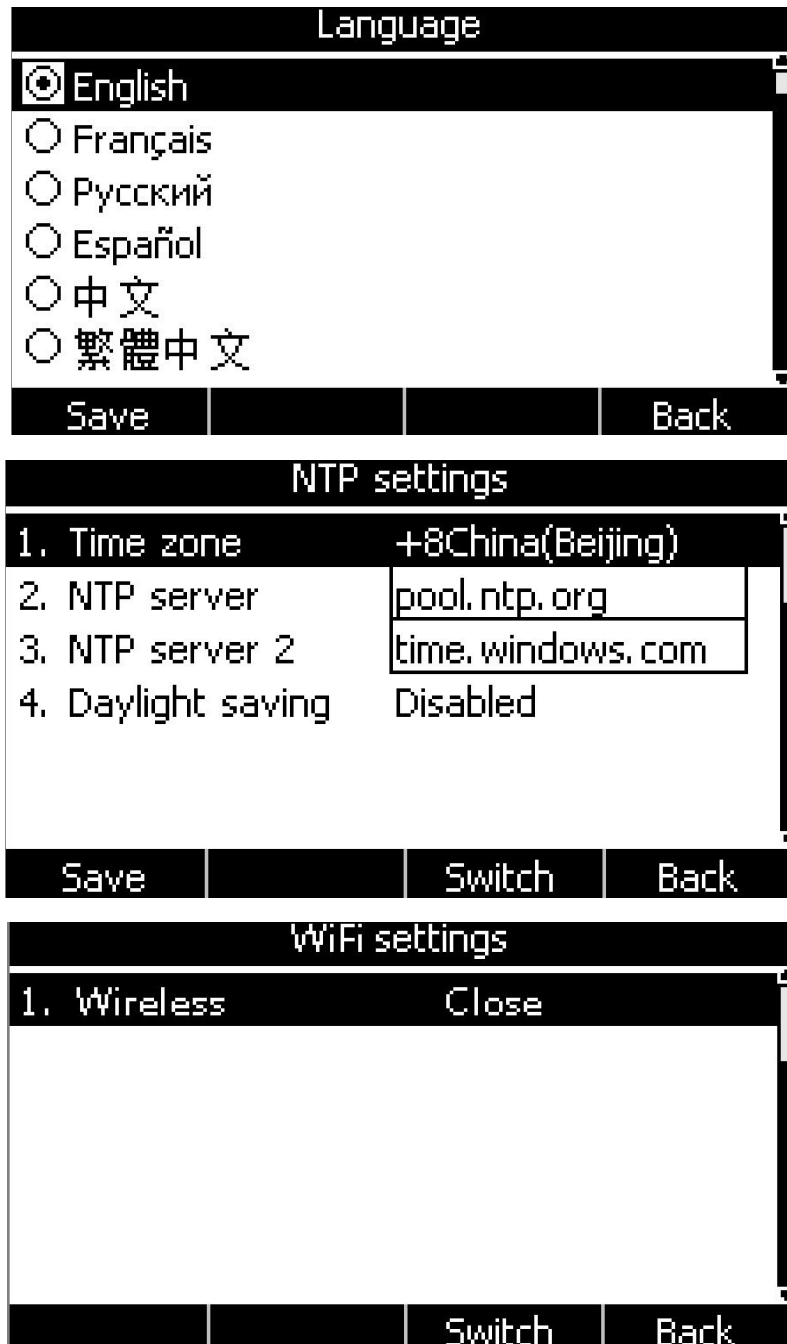 Language
English
Français
Русский
Español
中文
繁體中文
Save Back
NTP settings
1. Time zone +8China(Beijing)
2. NTP server pool.ntp.org
3. NTP server 2 time.windows.com
4. Daylight saving Disabled
Save Switch Back
WiFi settings
1. Wireless Close
Switch Back